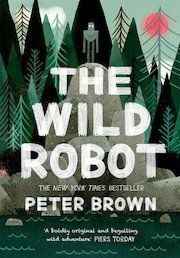 THE
WILD
ROBOT
THE NEW YORK TIMES BESTSELLER
PETER BROWN
‘A boldly original and beguiling
wild adventure’ PIERS TORDAY